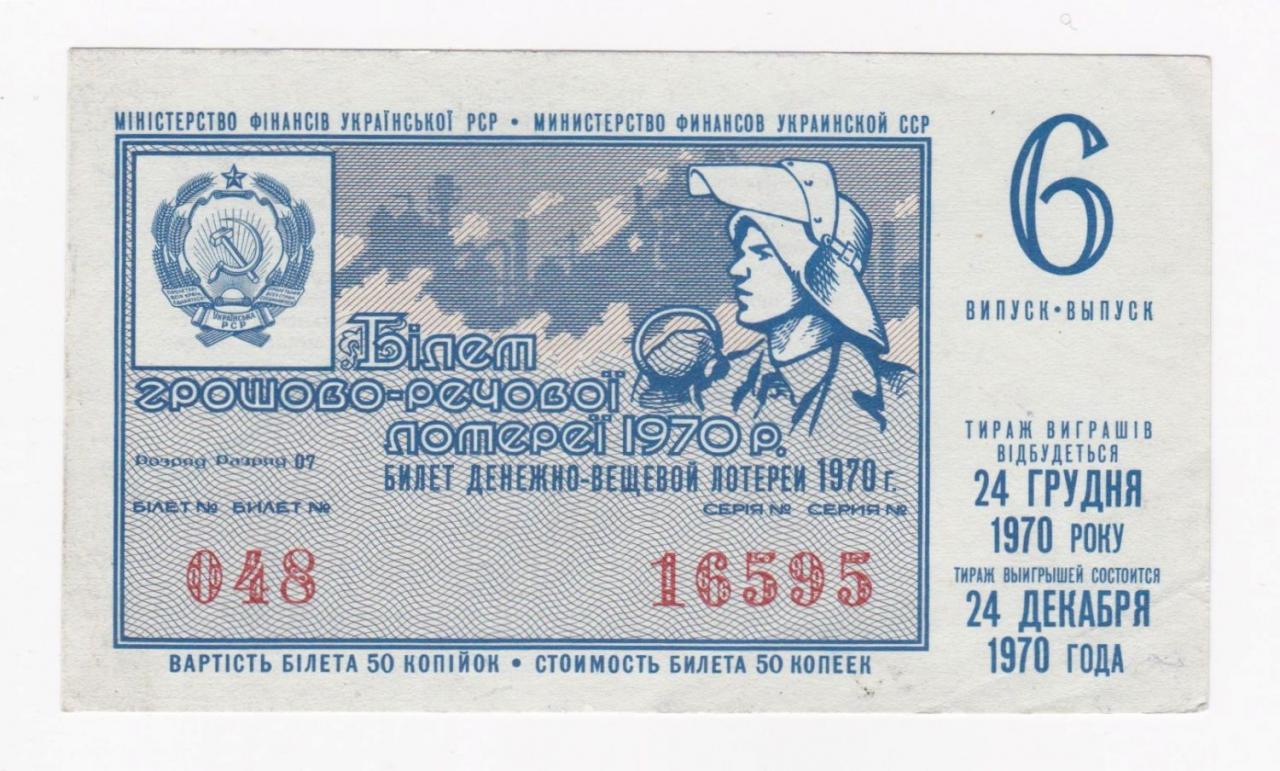 МІНІСТЕРСТВО ФІНАНСІВ УКРАЇНСЬКОЇ РСР • МИНИСТЕРСТВО ФИНАНСОВ УКРАИНСКОЙ ССР
6
ВИПУСК•ВЫПУСК
УКРАЇНСЬКА
РСР
Білет
грошово-речової
лотереї 1970 р.
Розряд Разряд 07
БИЛЕТ ДЕНЕЖНО-ВЕЩЕВОЙ ЛОТЕРЕИ 1970 г.
БІЛЕТ № БИЛЕТ №
СЕРІЯ № СЕРИЯ №
048
16595
ТИРАЖ ВИГРАШІВ
ВІДБУДЕТЬСЯ
24 ГРУДНЯ
1970 РОКУ
ТИРАЖ ВЫИГРЫШЕЙ СОСТОИТСЯ
24 ДЕКАБРЯ
1970 ГОДА
ВАРТІСТЬ БІЛЕТА 50 КОПІЙОК • СТОИМОСТЬ БИЛЕТА 50 КОПЕЕК